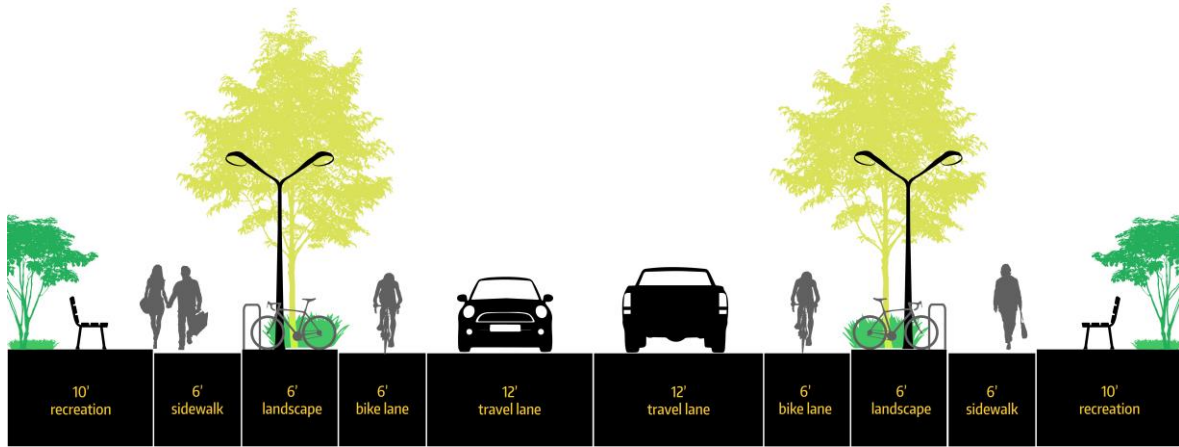 10'
recreation
6'
sidewalk
6'
landscape
6'
bike lane
12'
travel lane
12'
travel lane
6'
bike lane
6'
landscape
6'
sidewalk
10'
recreation